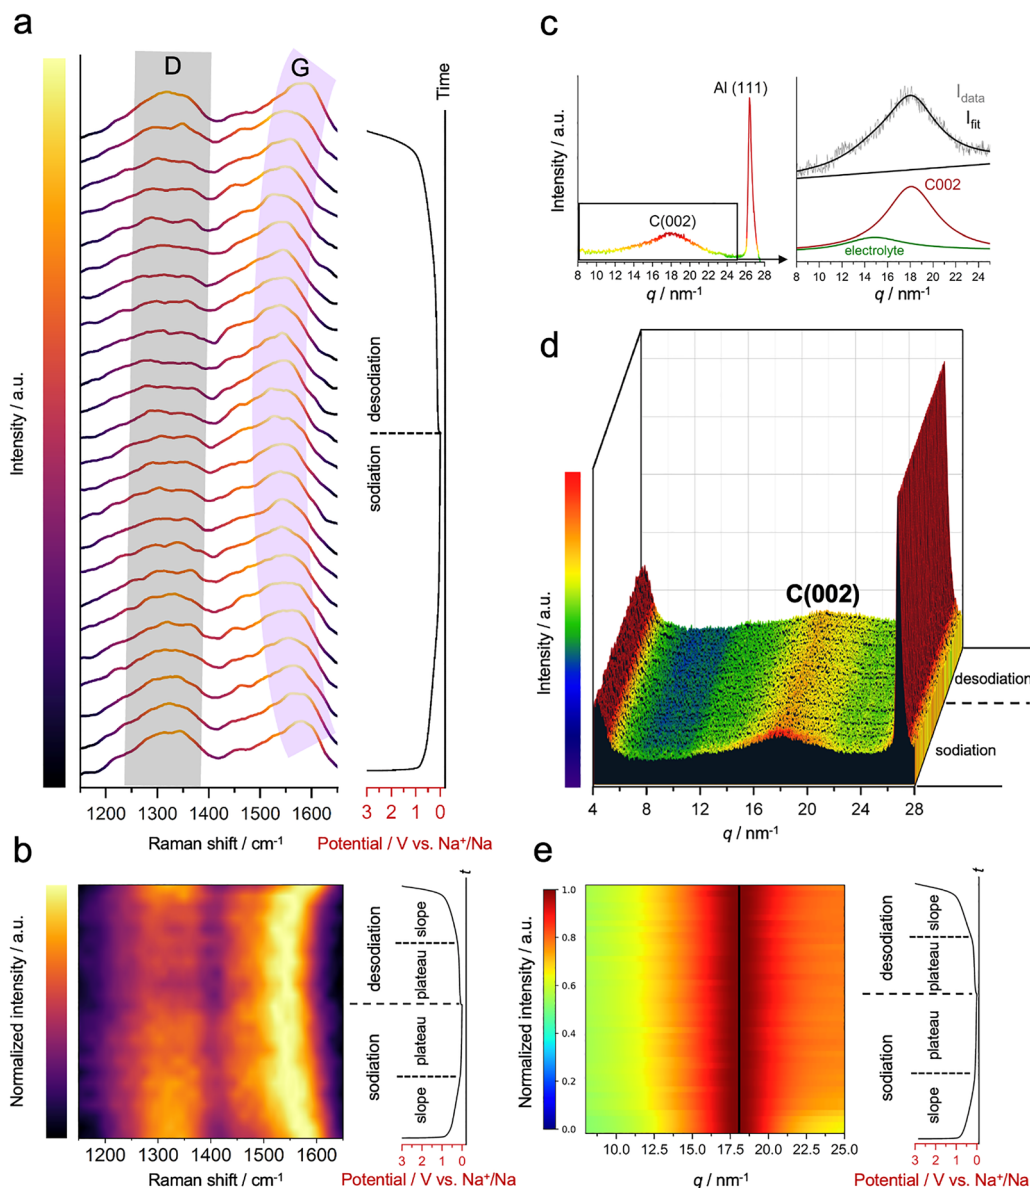 a
D
G
Time
Intensity / a.u.
desodiation
sodiation
1200 1300 1400 1500 1600
3 2 1 0
Raman shift / cm⁻¹
Potential / V vs. Na⁺/Na
b
Normalized intensity / a.u.
desodiation
sodiation
slope
plateau
plateau
slope
t
1200 1300 1400 1500 1600
3 2 1 0
Raman shift / cm⁻¹
Potential / V vs. Na⁺/Na
c
Intensity / a.u.
Al (111)
C(002)
8 10 12 14 16 18 20 22 24 26 28
q / nm⁻¹
Idata
Ifit
C002
electrolyte
8 10 12 14 16 18 20 22 24
q / nm⁻¹
d
Intensity / a.u.
C(002)
desodiation
sodiation
4 8 12 16 20 24 28
q / nm⁻¹
e
Normalized intensity / a.u.
1.0
0.8
0.6
0.4
0.2
0.0
desodiation
sodiation
slope
plateau
plateau
slope
t
10.0 12.5 15.0 17.5 20.0 22.5 25.0
3 2 1 0
q / nm⁻¹
Potential / V vs. Na⁺/Na